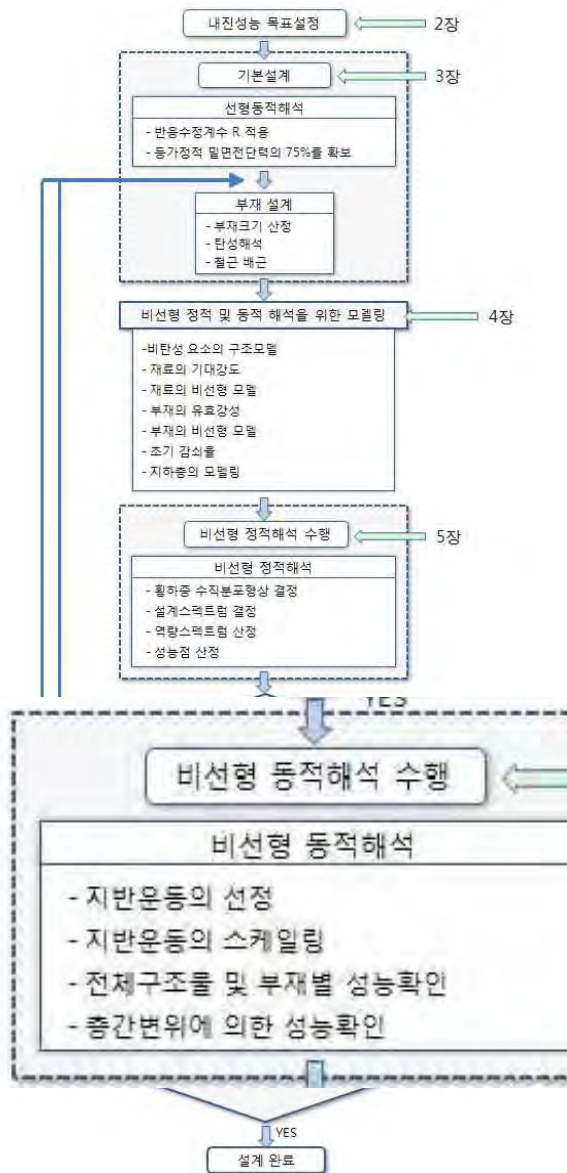 내진성능 목표설정
2장
기본설계
3장
선형동적해석
- 반응수정계수 R 적용
- 등가정적 밑면전단력의 75%를 확보
부재 설계
- 부재크기 산정
- 탄성해석
- 철근 배근
비선형 정적 및 동적 해석을 위한 모델링
4장
-비탄성 요소의 구조모델
- 재료의 기대강도
- 재료의 비선형 모델
- 부재의 유효강성
- 부재의 비선형 모델
- 초기 감쇠율
- 지하층의 모델링
비선형 정적해석 수행
5장
비선형 정적해석
- 횡하중 수직분포형상 결정
- 설계스펙트럼 결정
- 역량스펙트럼 산정
- 성능점 산정
YES
비선형 동적해석 수행
비선형 동적해석
- 지반운동의 선정
- 지반운동의 스케일링
- 전체구조물 및 부재별 성능확인
- 층간변위에 의한 성능확인
YES
설계 완료